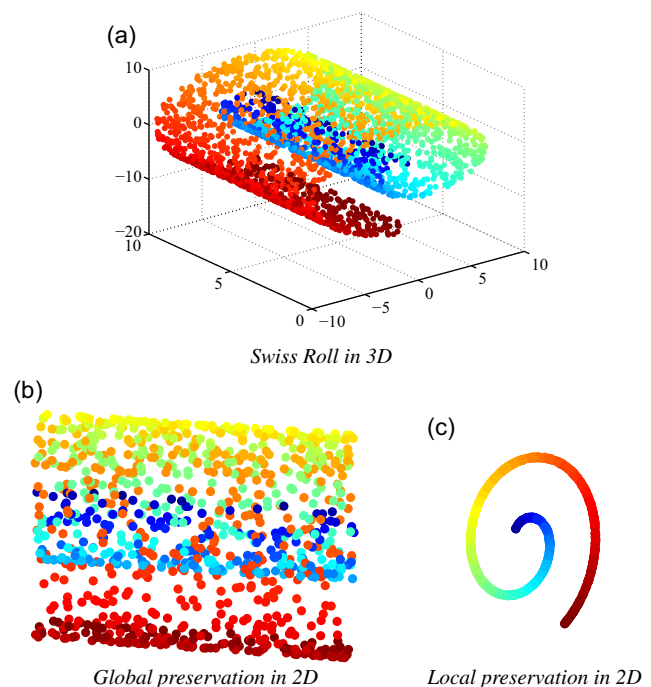 (a)
10
0
−10
−20
10
5
0
−10
−5
0
5
10
Swiss Roll in 3D
(b)
(c)
Global preservation in 2D
Local preservation in 2D